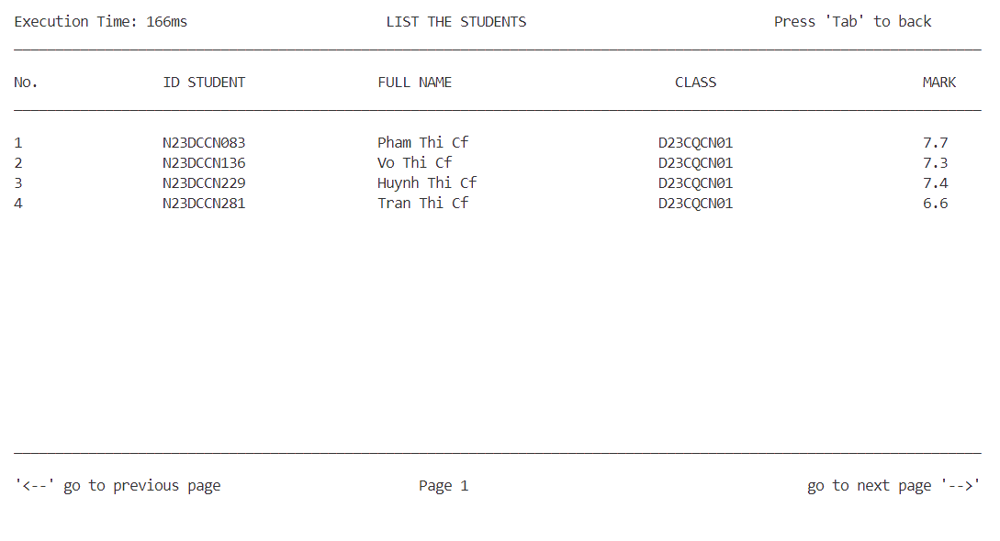 Execution Time: 166ms LIST THE STUDENTS Press 'Tab' to back
No. ID STUDENT FULL NAME CLASS MARK
1 N23DCCN083 Pham Thi Cf D23CQCN01 7.7
2 N23DCCN136 Vo Thi Cf D23CQCN01 7.3
3 N23DCCN229 Huynh Thi Cf D23CQCN01 7.4
4 N23DCCN281 Tran Thi Cf D23CQCN01 6.6
'<--' go to previous page Page 1 go to next page '-->'